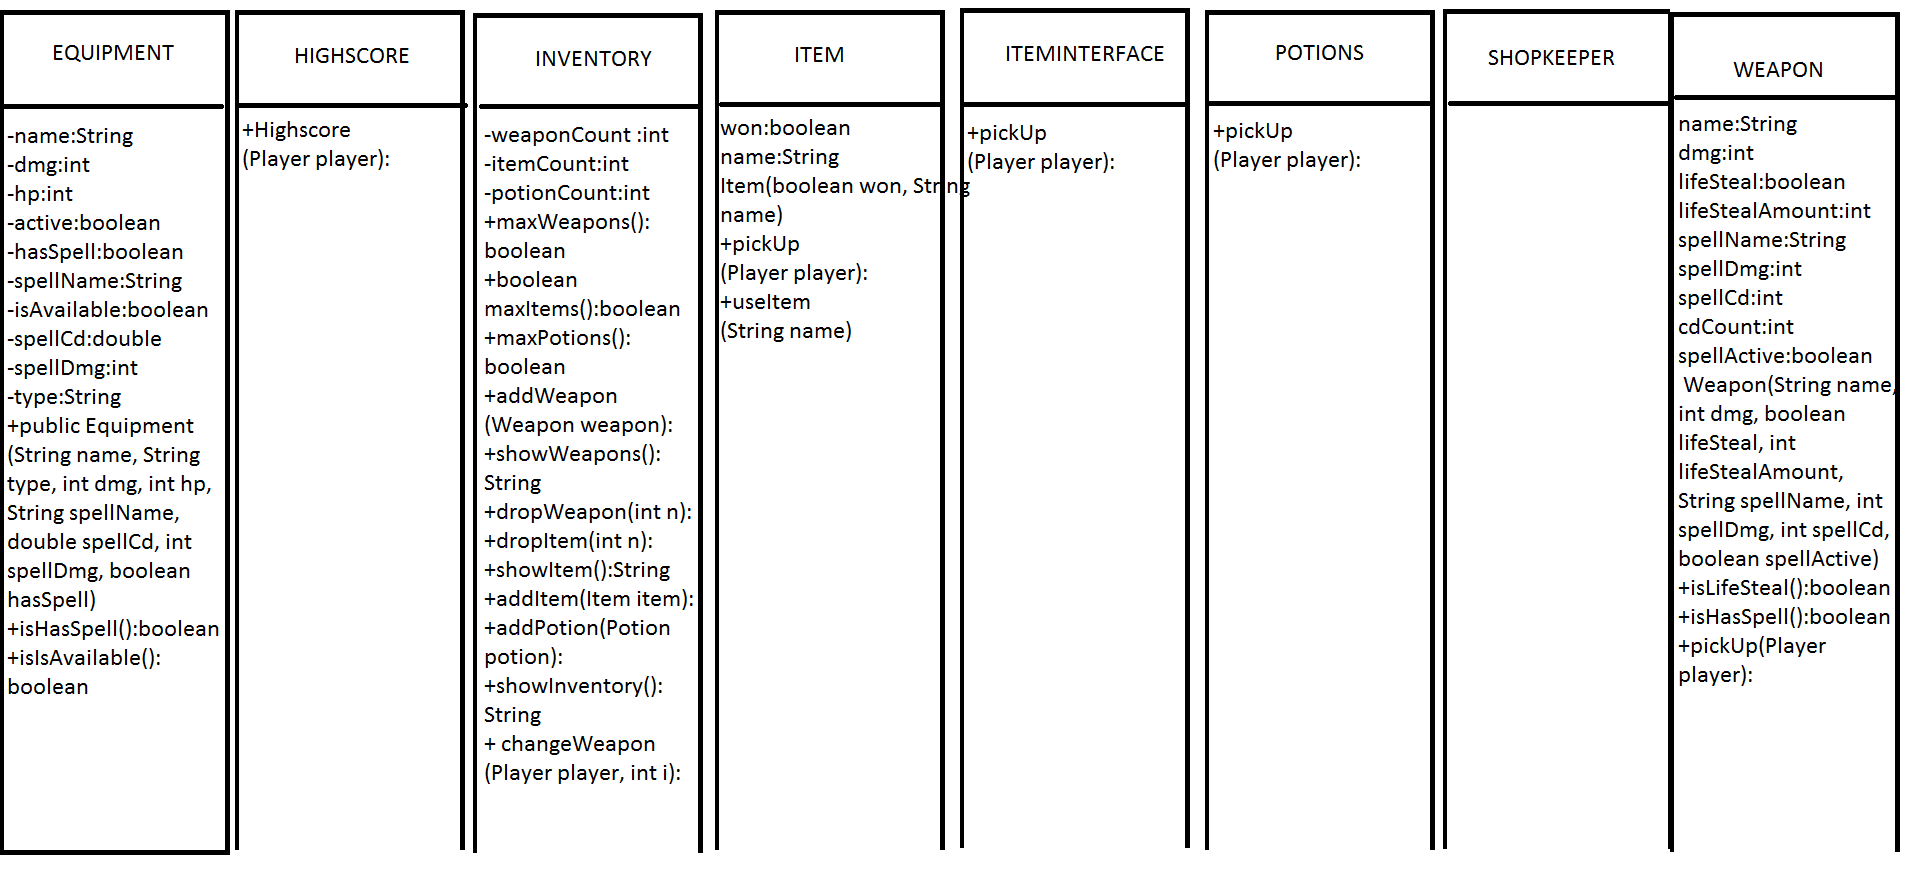 EQUIPMENT
-name:String
-dmg:int
-hp:int
-active:boolean
-hasSpell:boolean
-spellName:String
-isAvailable:boolean
-spellCd:double
-spellDmg:int
-type:String
+public Equipment
(String name, String
type, int dmg, int hp,
String spellName,
double spellCd, int
spellDmg, boolean
hasSpell)
+isHasSpell():boolean
+isIsAvailable():
boolean
HIGHSCORE
+Highscore
(Player player):
INVENTORY
-weaponCount :int
-itemCount:int
-potionCount:int
+maxWeapons():
boolean
+boolean
maxItems():boolean
+maxPotions():
boolean
+addWeapon
(Weapon weapon):
+showWeapons():
String
+dropWeapon(int n):
+dropItem(int n):
+showItem():String
+addItem(Item item):
+addPotion(Potion
potion):
+showInventory():
String
+ changeWeapon
(Player player, int i):
ITEM
won:boolean
name:String
Item(boolean won, String
name)
+pickUp
(Player player):
+useItem
(String name)
ITEMINTERFACE
+pickUp
(Player player):
POTIONS
+pickUp
(Player player):
SHOPKEEPER
WEAPON
name:String
dmg:int
lifeSteal:boolean
lifeStealAmount:int
spellName:String
spellDmg:int
spellCd:int
cdCount:int
spellActive:boolean
Weapon(String name,
int dmg, boolean
lifeSteal, int
lifeStealAmount,
String spellName, int
spellDmg, int spellCd,
boolean spellActive)
+isLifeSteal():boolean
+isHasSpell():boolean
+pickUp(Player
player):